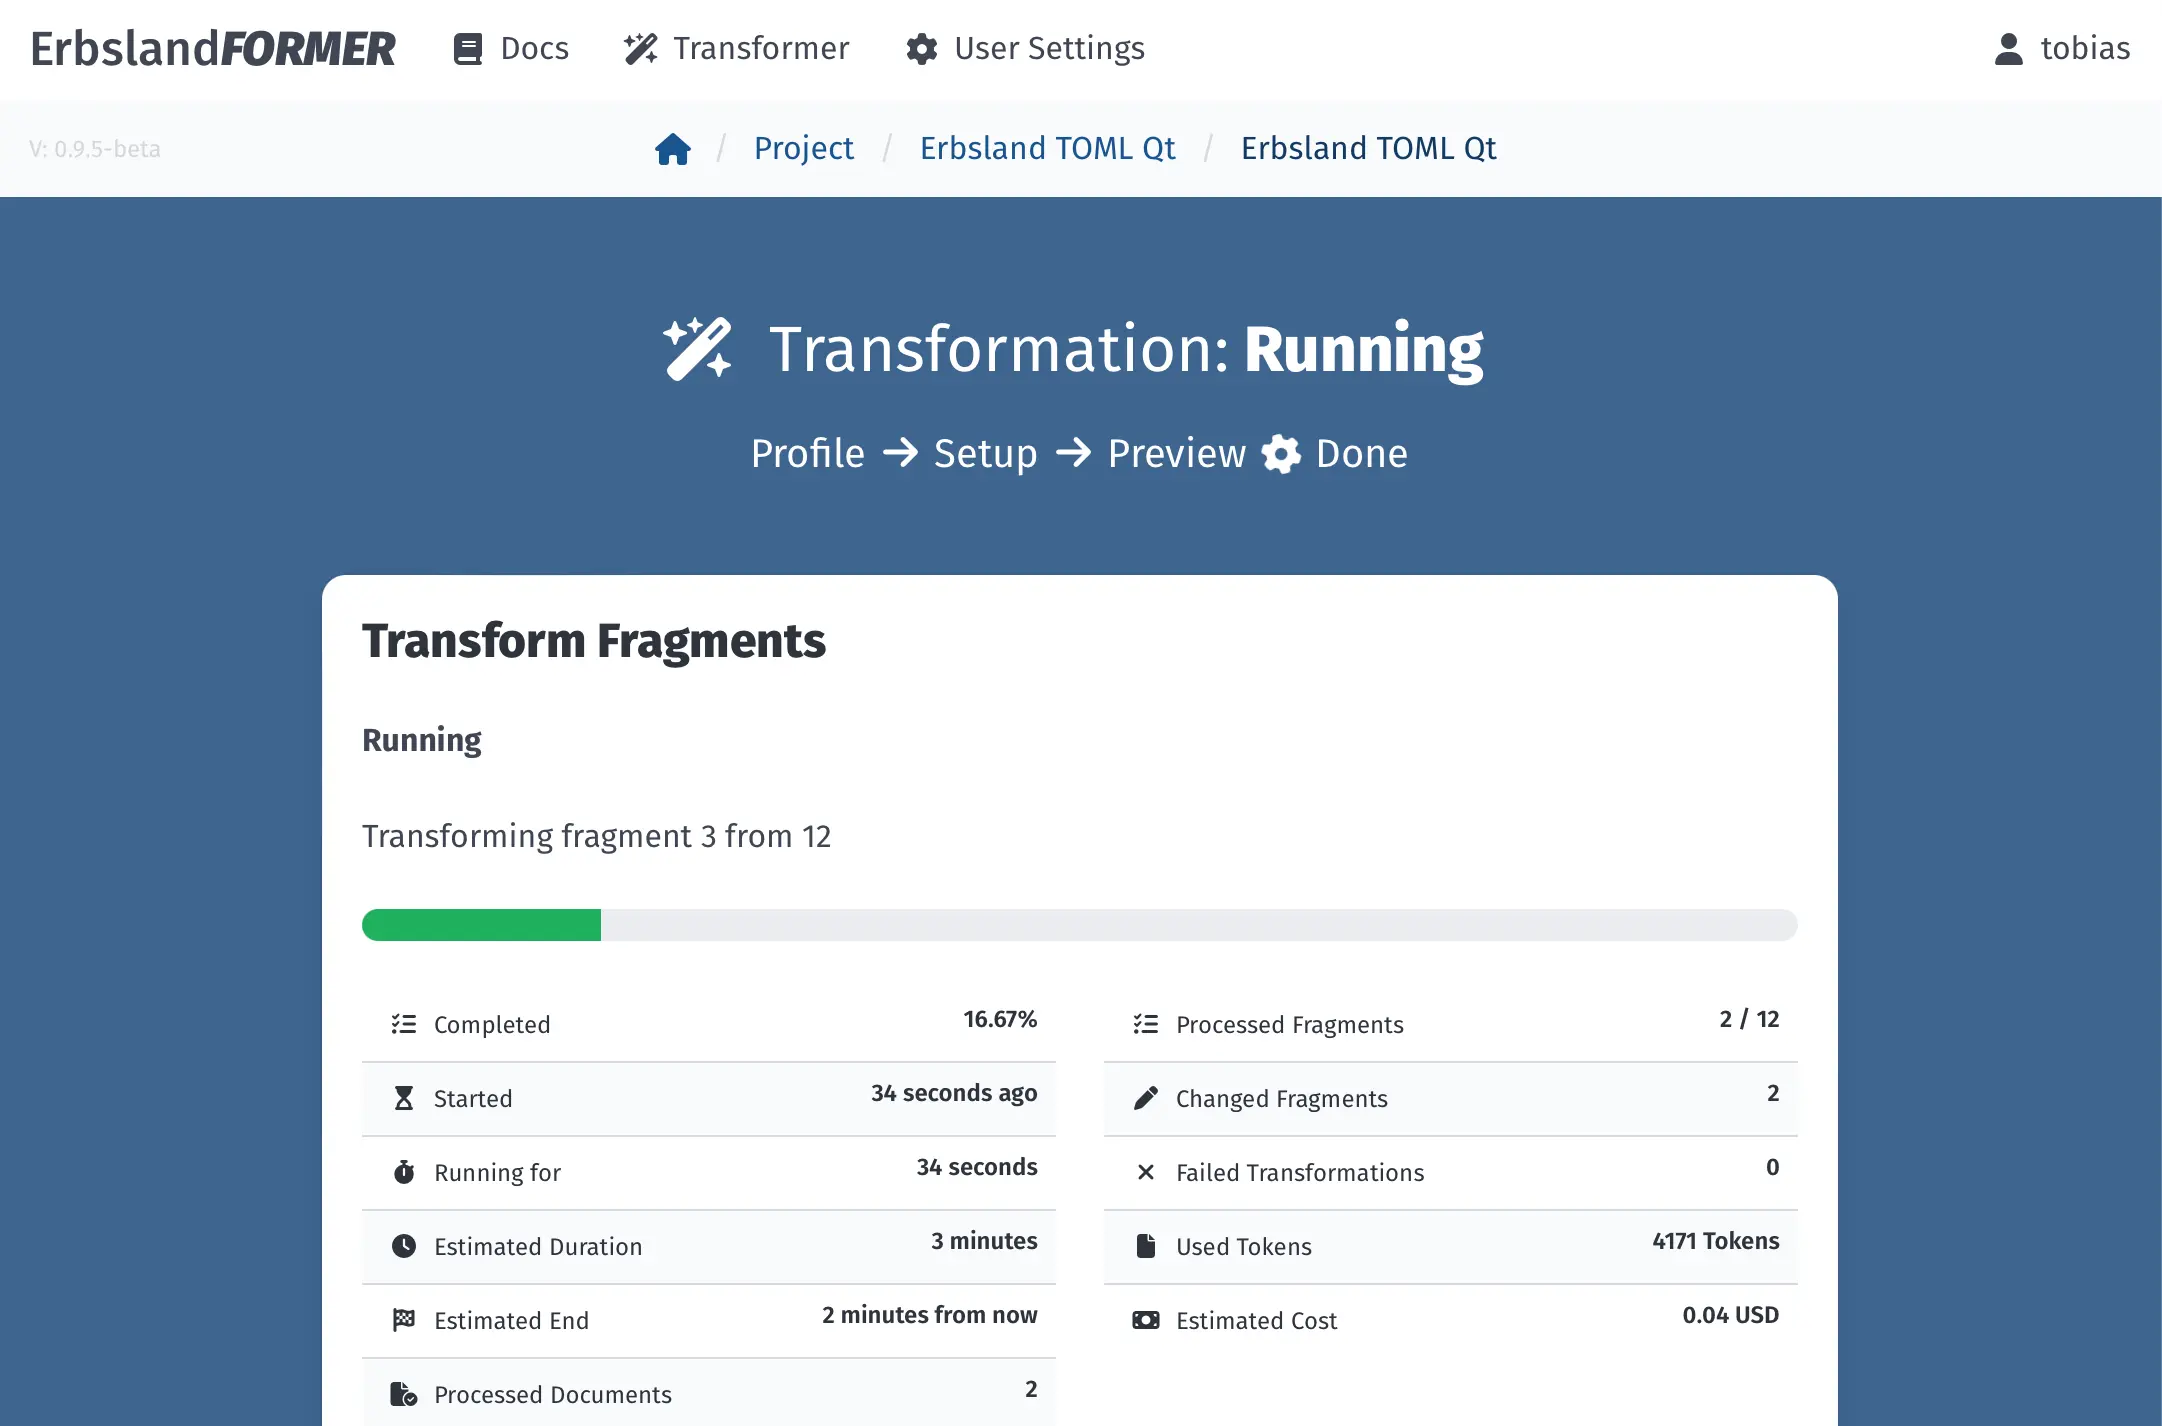 ErbslandFORMER Docs Transformer User Settings tobias
V: 0.9.5-beta / Project / Erbsland TOML Qt / Erbsland TOML Qt
Transformation: Running
Profile → Setup → Preview Done
Transform Fragments
Running
Transforming fragment 3 from 12
Completed 16.67%
Started 34 seconds ago
Running for 34 seconds
Estimated Duration 3 minutes
Estimated End 2 minutes from now
Processed Documents 2
Processed Fragments 2 / 12
Changed Fragments 2
Failed Transformations 0
Used Tokens 4171 Tokens
Estimated Cost 0.04 USD